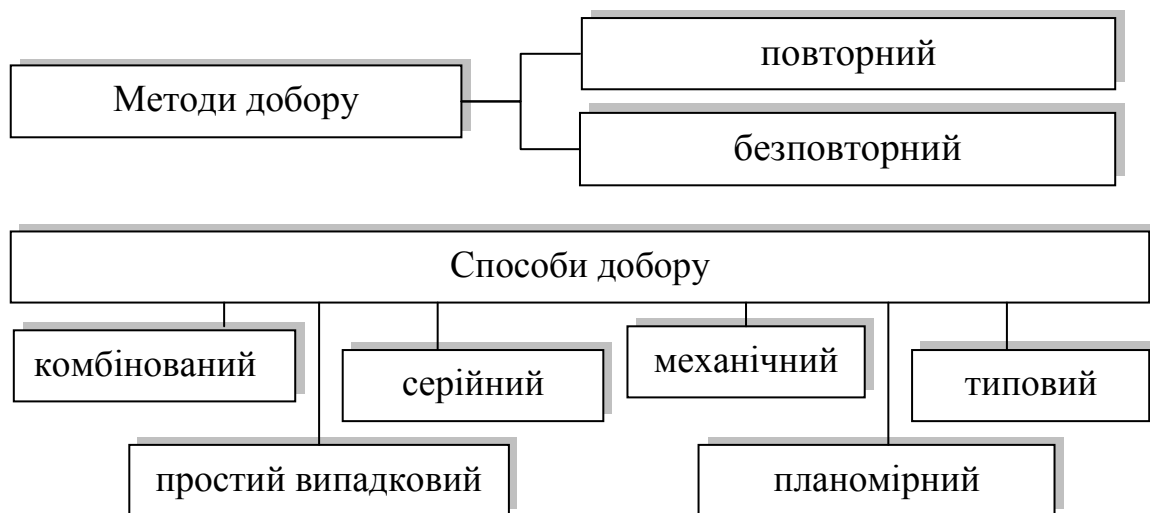 повторний
Методи добору
безповторний
Способи добору
комбінований
серійний
механічний
типовий
простий випадковий
планомірний